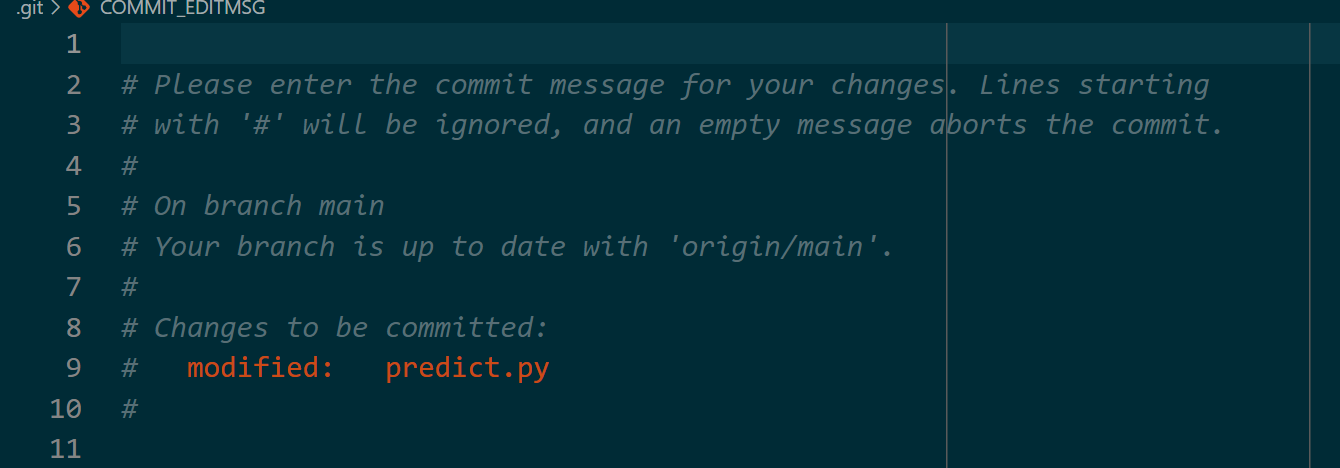 .git > COMMIT_EDITMSG
1
2 # Please enter the commit message for your changes. Lines starting
3 # with '#' will be ignored, and an empty message aborts the commit.
4 #
5 # On branch main
6 # Your branch is up to date with 'origin/main'.
7 #
8 # Changes to be committed:
9 #   modified:   predict.py
10 #
11